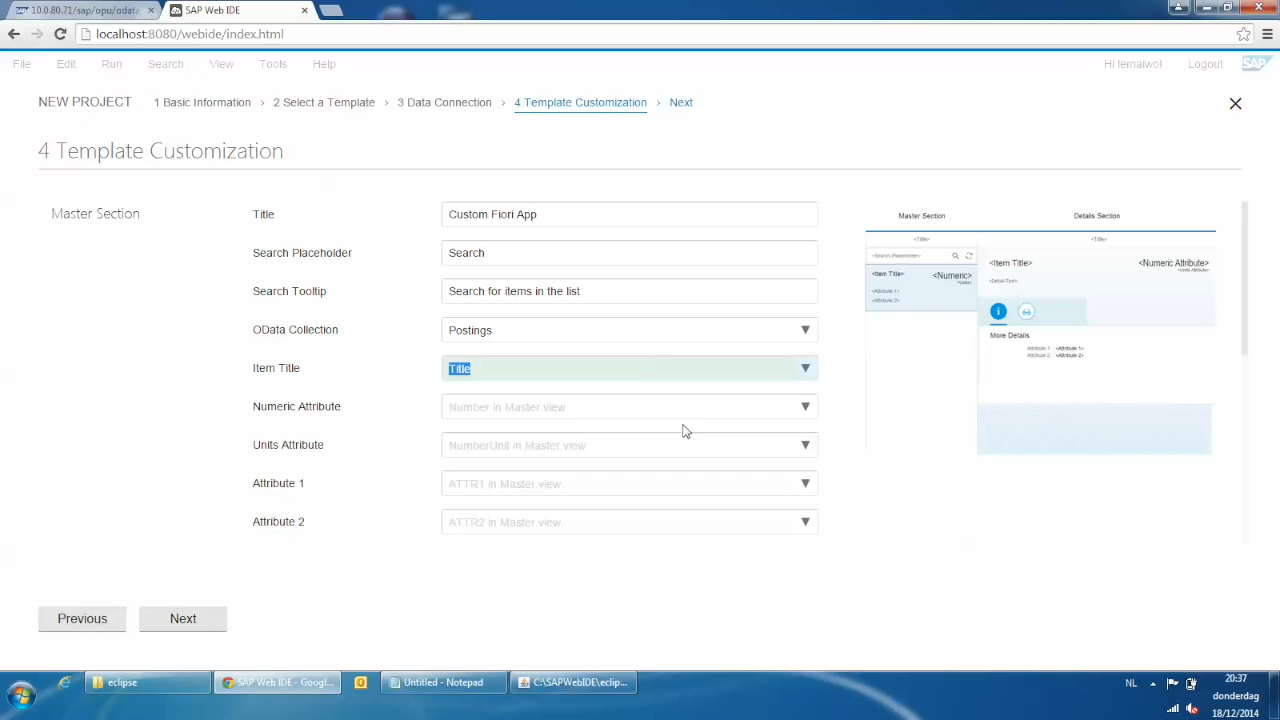 10.0.80.71/sap/opu/odata
SAP Web IDE
localhost:8080/webide/index.html
File Edit Run Search View Tools Help
Hi lemaiwo! Logout SAP
NEW PROJECT 1 Basic Information > 2 Select a Template > 3 Data Connection > 4 Template Customization > Next
4 Template Customization
Master Section
Title Custom Fiori App
Search Placeholder Search
Search Tooltip Search for items in the list
OData Collection Postings
Item Title Title
Numeric Attribute Number in Master.view
Units Attribute NumberUnit in Master.view
Attribute 1 ATTR1 in Master.view
Attribute 2 ATTR2 in Master.view
Master Section Details Section
<Title> <Title>
<Search Placeholder>
<Item Title> <Numeric>
<Units>
<Attribute 1>
<Attribute 2>
<Item Title> <Numeric Attribute>
<Units Attribute>
<Detail Text>
i
More Details
Attribute 1 <Attribute 1>
Attribute 2 <Attribute 2>
Previous Next
eclipse
SAP Web IDE - Googl...
Untitled - Notepad
C:\SAPWebIDE\eclip...
NL
20:37
donderdag
18/12/2014